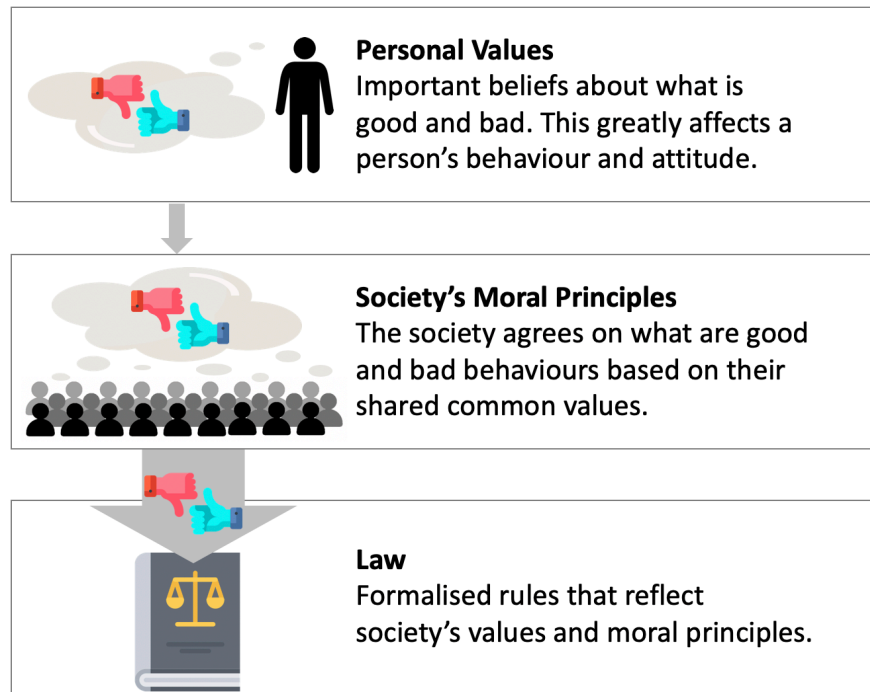 Personal Values
Important beliefs about what is
good and bad. This greatly affects a
person’s behaviour and attitude.
Society’s Moral Principles
The society agrees on what are good
and bad behaviours based on their
shared common values.
Law
Formalised rules that reflect
society’s values and moral principles.